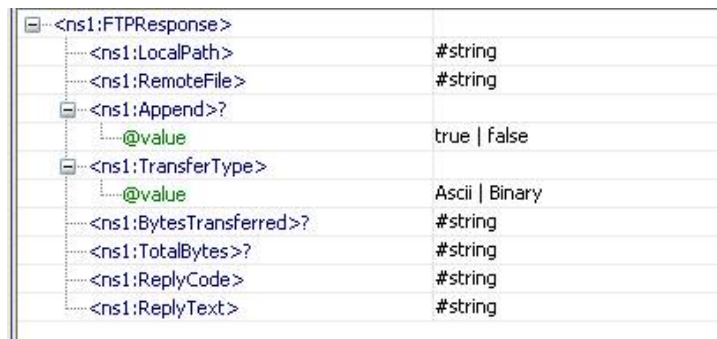 <ns1:FTPResponse>
<ns1:LocalPath> #string
<ns1:RemoteFile> #string
<ns1:Append>?
@value true | false
<ns1:TransferType>
@value Ascii | Binary
<ns1:BytesTransferred>? #string
<ns1:TotalBytes>? #string
<ns1:ReplyCode> #string
<ns1:ReplyText> #string